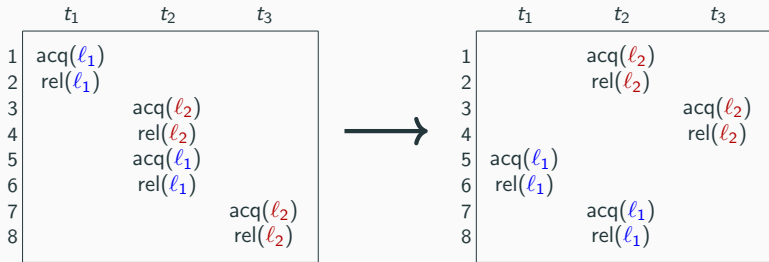 t₁ t₂ t₃
1 acq(ℓ₁)
2 rel(ℓ₁)
3 acq(ℓ₂)
4 rel(ℓ₂)
5 acq(ℓ₁)
6 rel(ℓ₁)
7 acq(ℓ₂)
8 rel(ℓ₂)
t₁ t₂ t₃
1 acq(ℓ₂)
2 rel(ℓ₂)
3 acq(ℓ₂)
4 rel(ℓ₂)
5 acq(ℓ₁)
6 rel(ℓ₁)
7 acq(ℓ₁)
8 rel(ℓ₁)